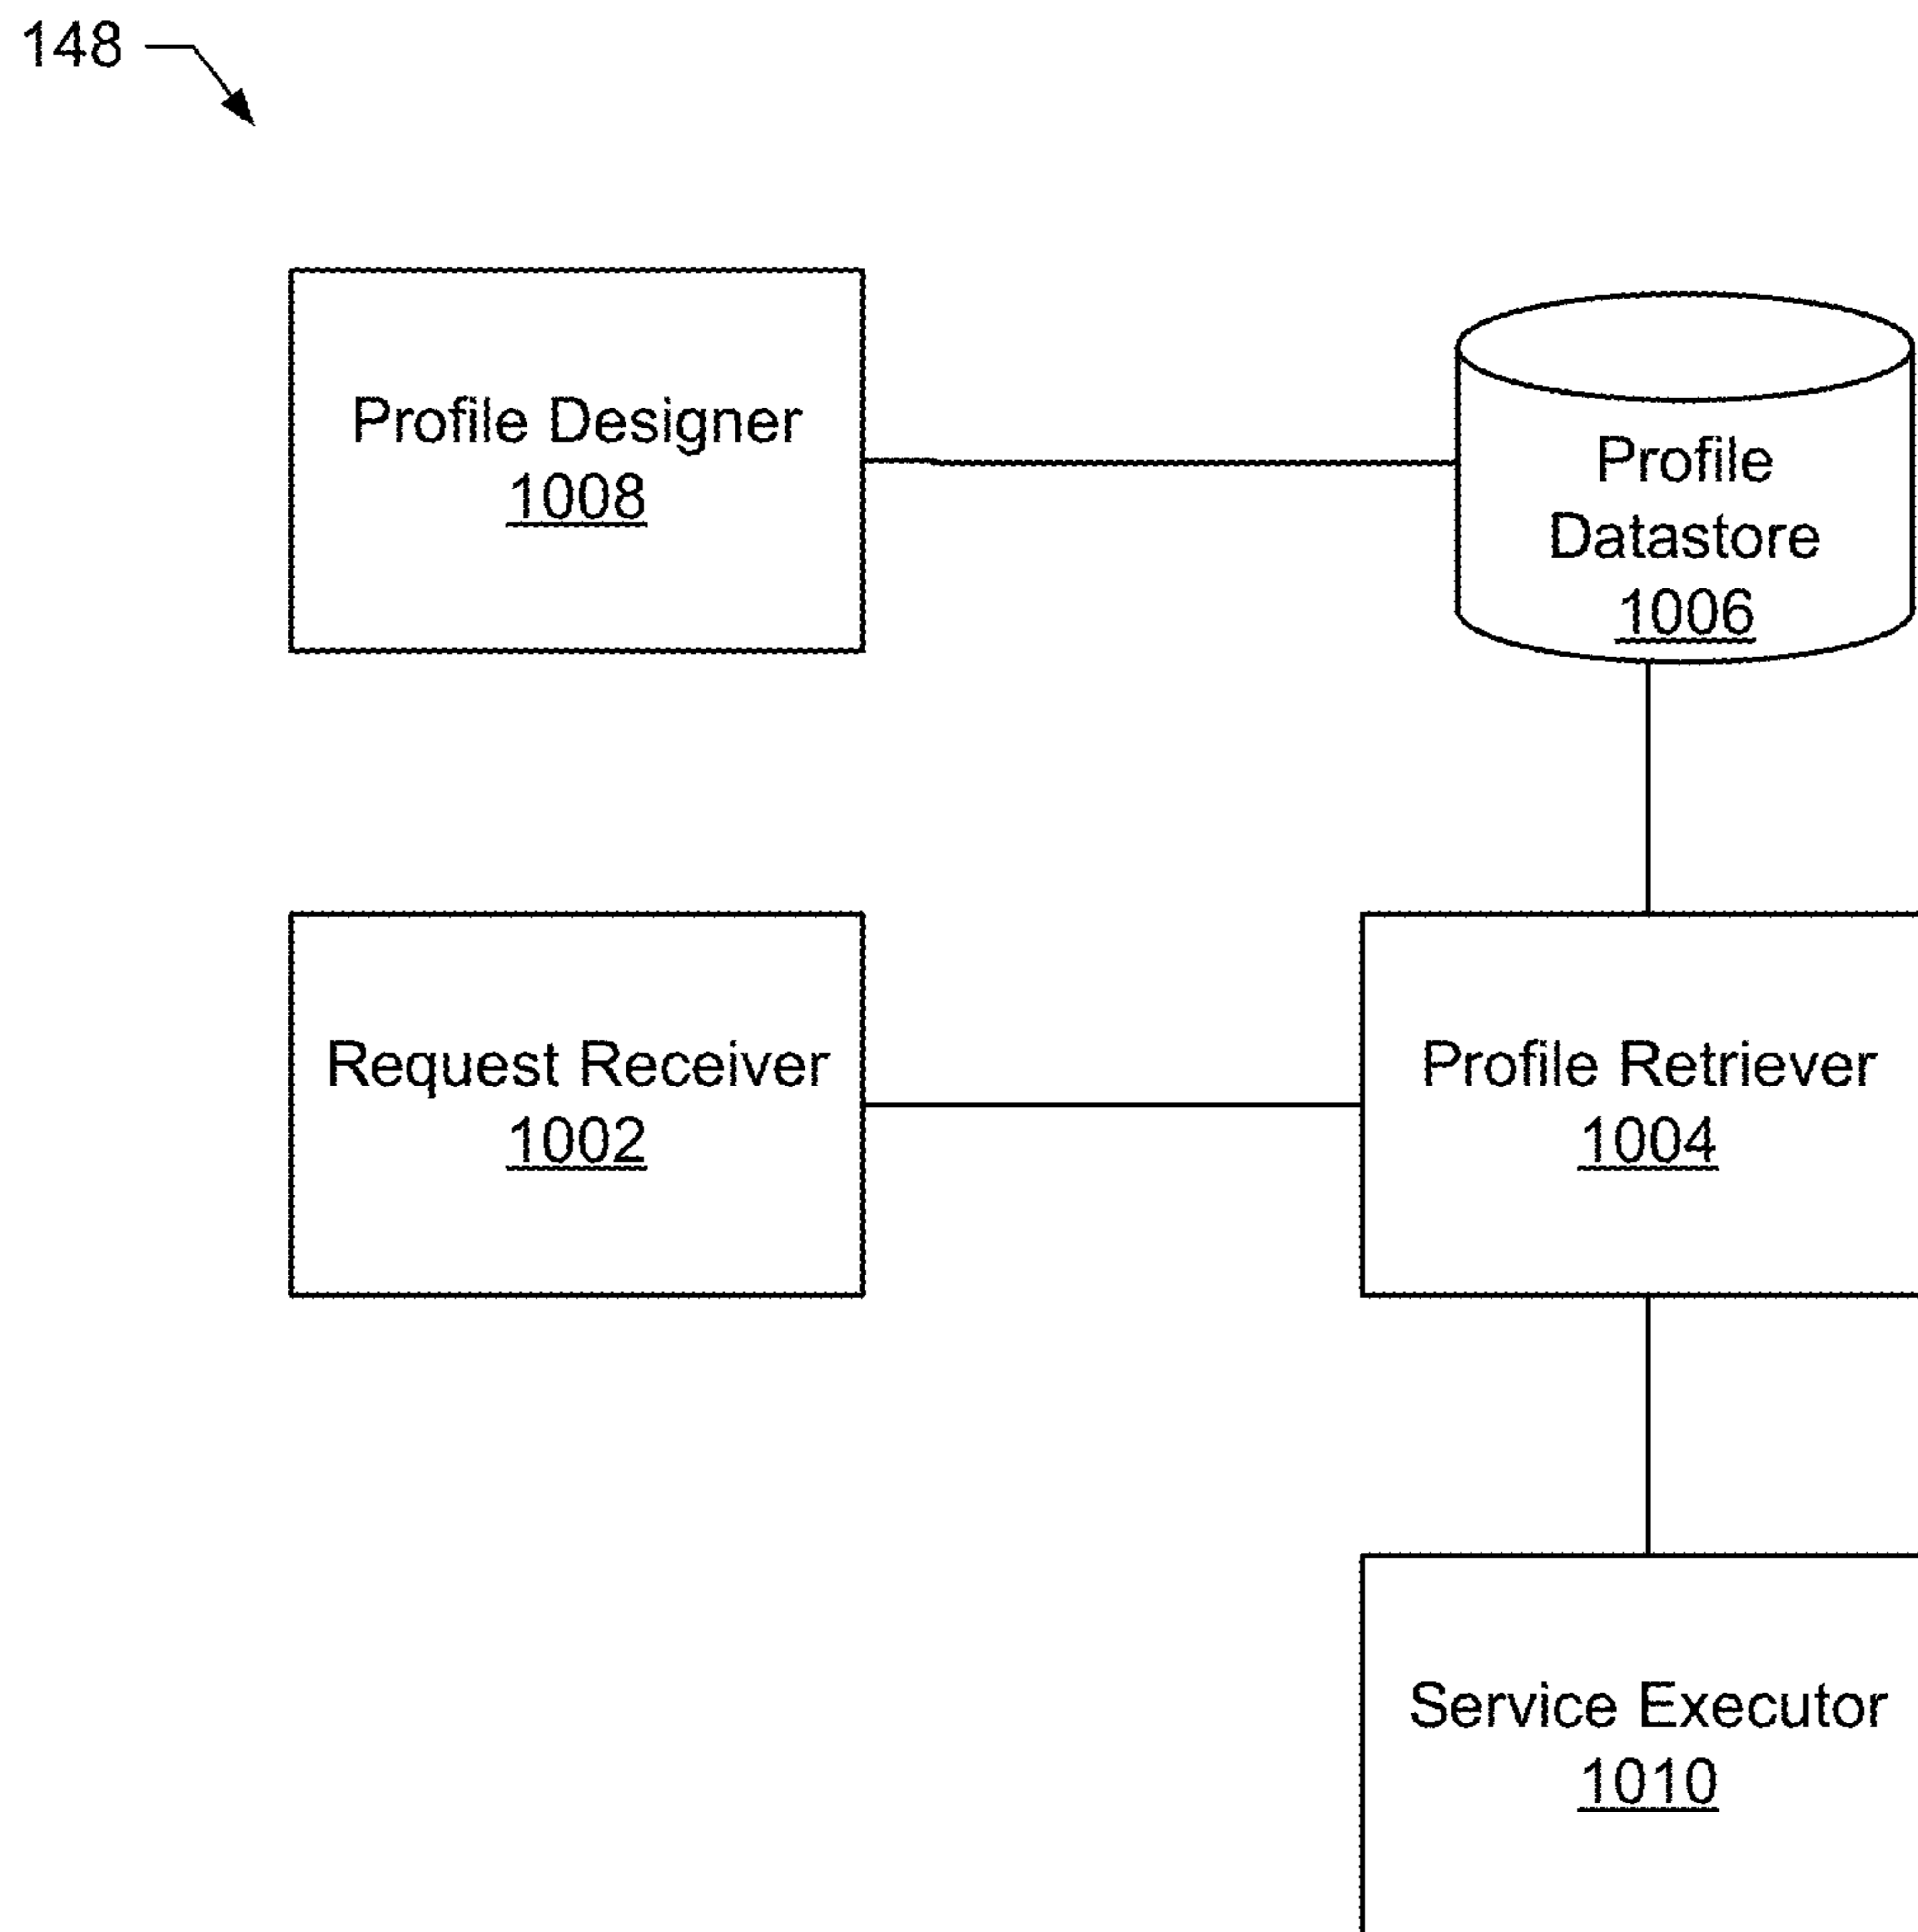 148
Profile Designer
1008
Profile
Datastore
1006
Request Receiver
1002
Profile Retriever
1004
Service Executor
1010